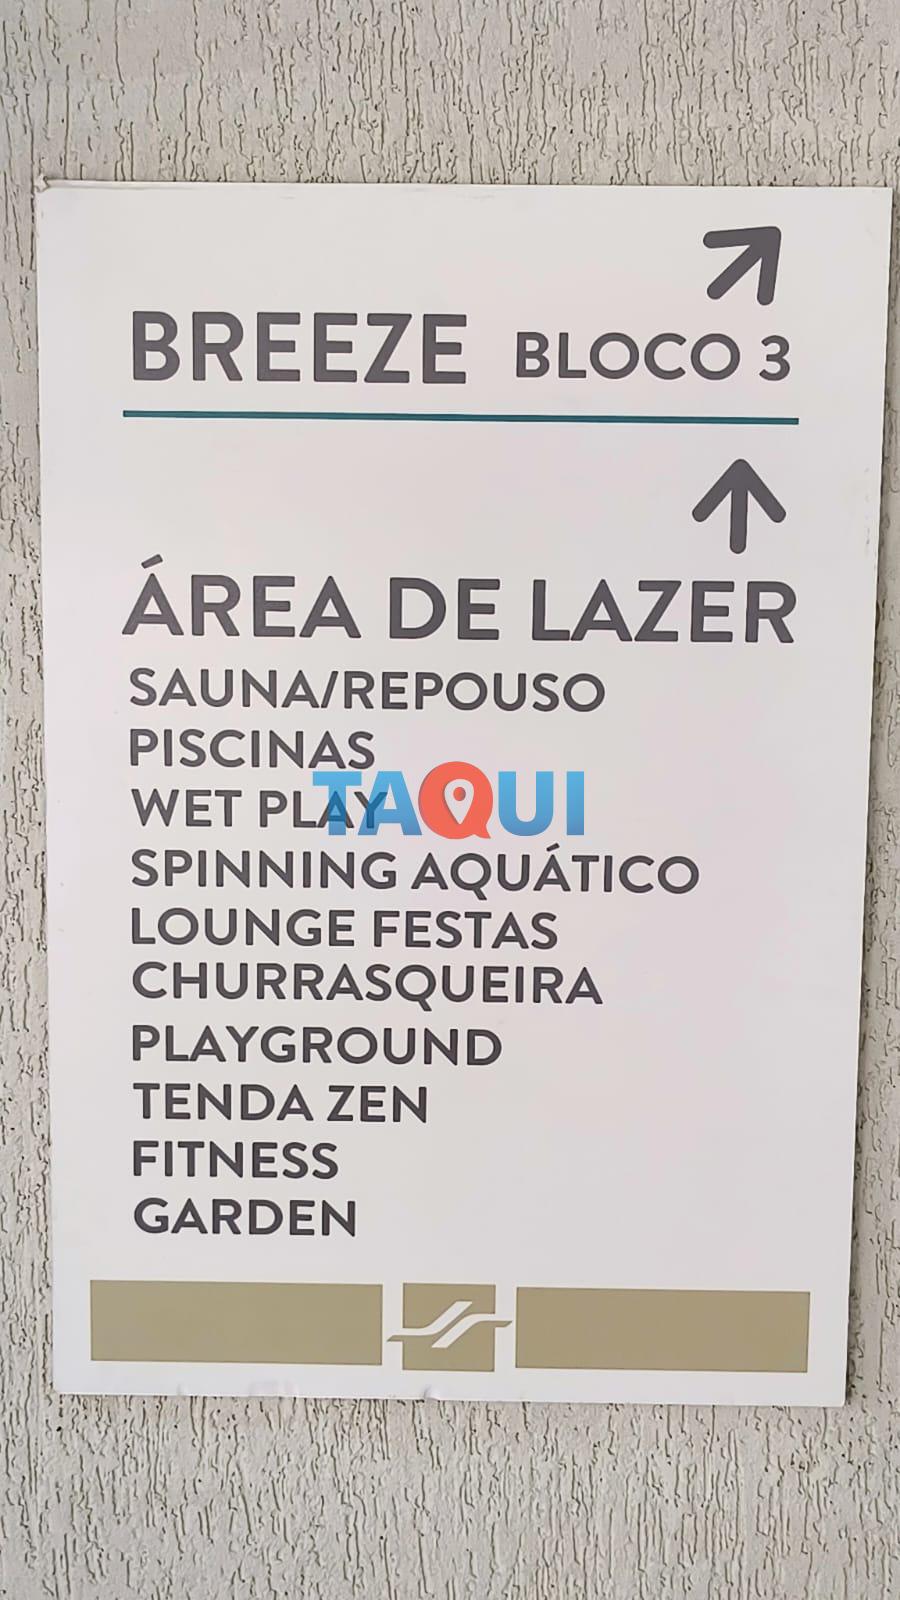 BREEZE BLOCO 3
ÁREA DE LAZER
SAUNA/REPOUSO
PISCINAS
WET PLAY
TAQUI
SPINNING AQUÁTICO
LOUNGE FESTAS
CHURRASQUEIRA
PLAYGROUND
TENDA ZEN
FITNESS
GARDEN